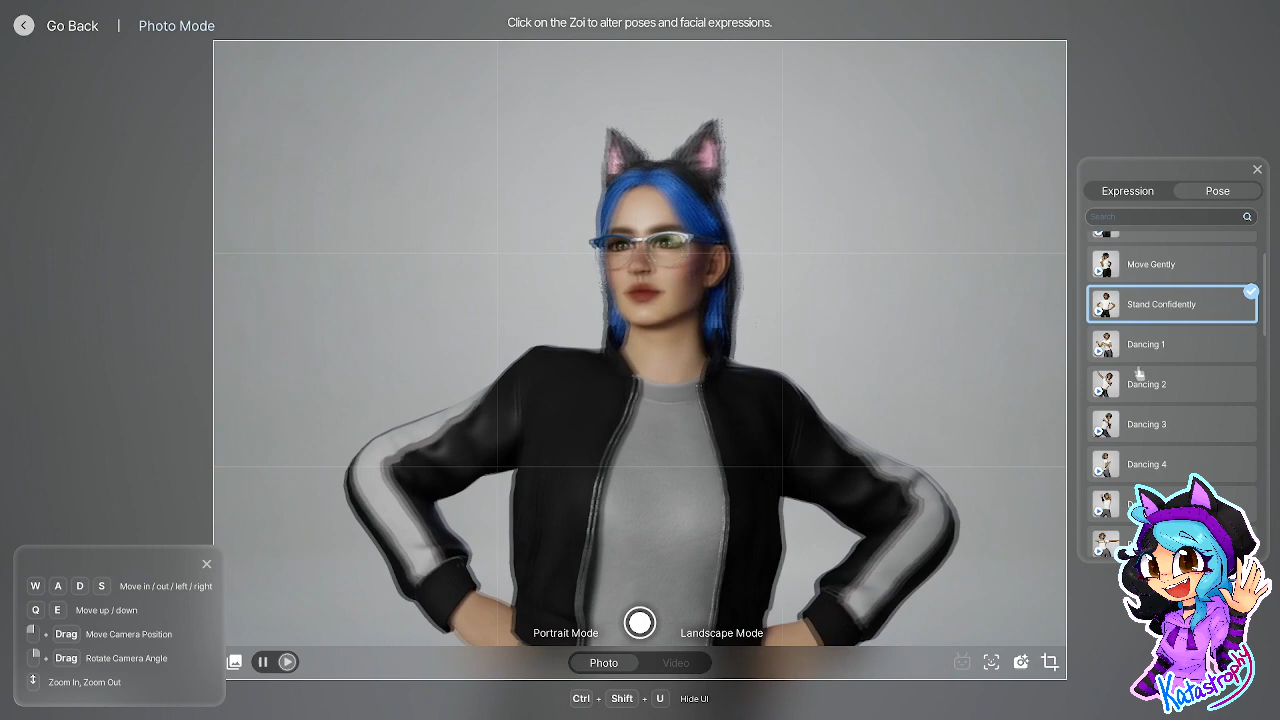 Go Back | Photo Mode
Click on the Zoi to alter poses and facial expressions.
Expression Pose
Search
Move Gently
Stand Confidently
Dancing 1
Dancing 2
Dancing 3
Dancing 4
W A D S Move in / out / left / right
Q E Move up / down
+ Drag Move Camera Position
+ Drag Rotate Camera Angle
Zoom In, Zoom Out
Portrait Mode
Landscape Mode
Photo Video
Ctrl + Shift + U Hide UI
Katastrophy